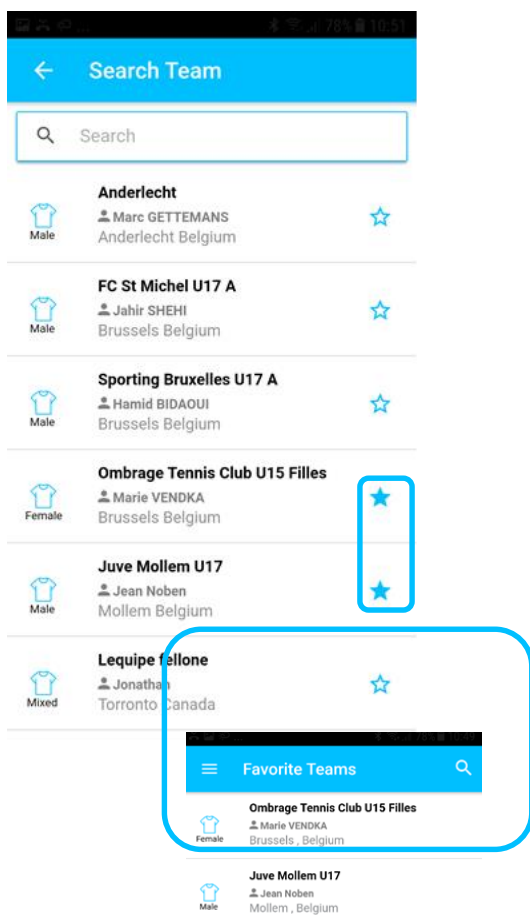 ... 78% 10:51
Search Team
Search
Anderlecht
Marc GETTEMANS
Male
Anderlecht Belgium
FC St Michel U17 A
Jahir SHEHI
Male
Brussels Belgium
Sporting Bruxelles U17 A
Hamid BIDAOUI
Male
Brussels Belgium
Ombrage Tennis Club U15 Filles
Marie VENDKA
Female
Brussels Belgium
Juve Mollem U17
Jean Noben
Male
Mollem Belgium
Lequipe fellone
Jonathan
Mixed
Torronto Canada
Favorite Teams
Ombrage Tennis Club U15 Filles
Marie VENDKA
Female
Brussels , Belgium
Juve Mollem U17
Jean Noben
Male
Mollem , Belgium